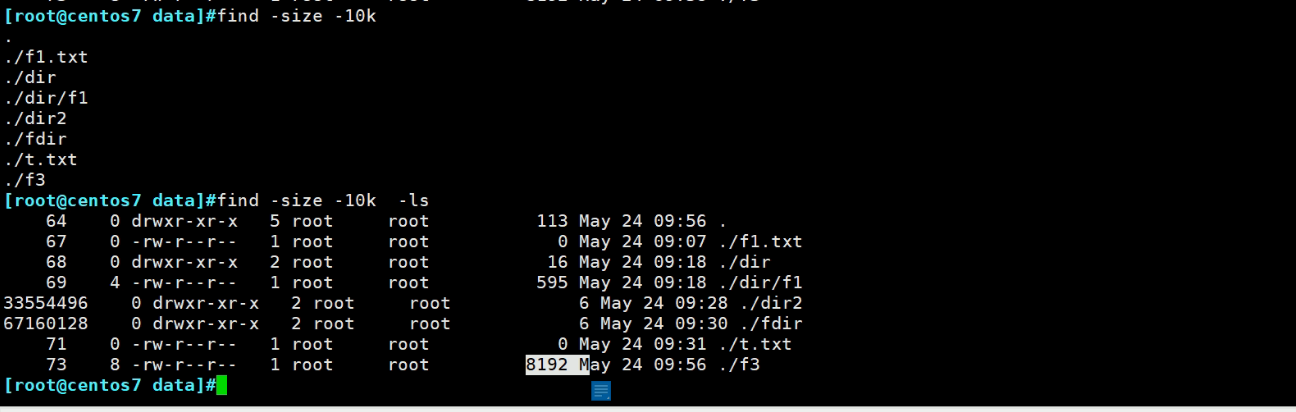 [root@centos7 data]#find -size -10k
.
./f1.txt
./dir
./dir/f1
./dir2
./fdir
./t.txt
./f3
[root@centos7 data]#find -size -10k  -ls
    64    0 drwxr-xr-x   5 root     root          113 May 24 09:56 .
    67    0 -rw-r--r--   1 root     root            0 May 24 09:07 ./f1.txt
    68    0 drwxr-xr-x   2 root     root           16 May 24 09:18 ./dir
    69    4 -rw-r--r--   1 root     root          595 May 24 09:18 ./dir/f1
33554496    0 drwxr-xr-x   2 root     root            6 May 24 09:28 ./dir2
67160128    0 drwxr-xr-x   2 root     root            6 May 24 09:30 ./fdir
    71    0 -rw-r--r--   1 root     root            0 May 24 09:31 ./t.txt
    73    8 -rw-r--r--   1 root     root         8192 May 24 09:56 ./f3
[root@centos7 data]#